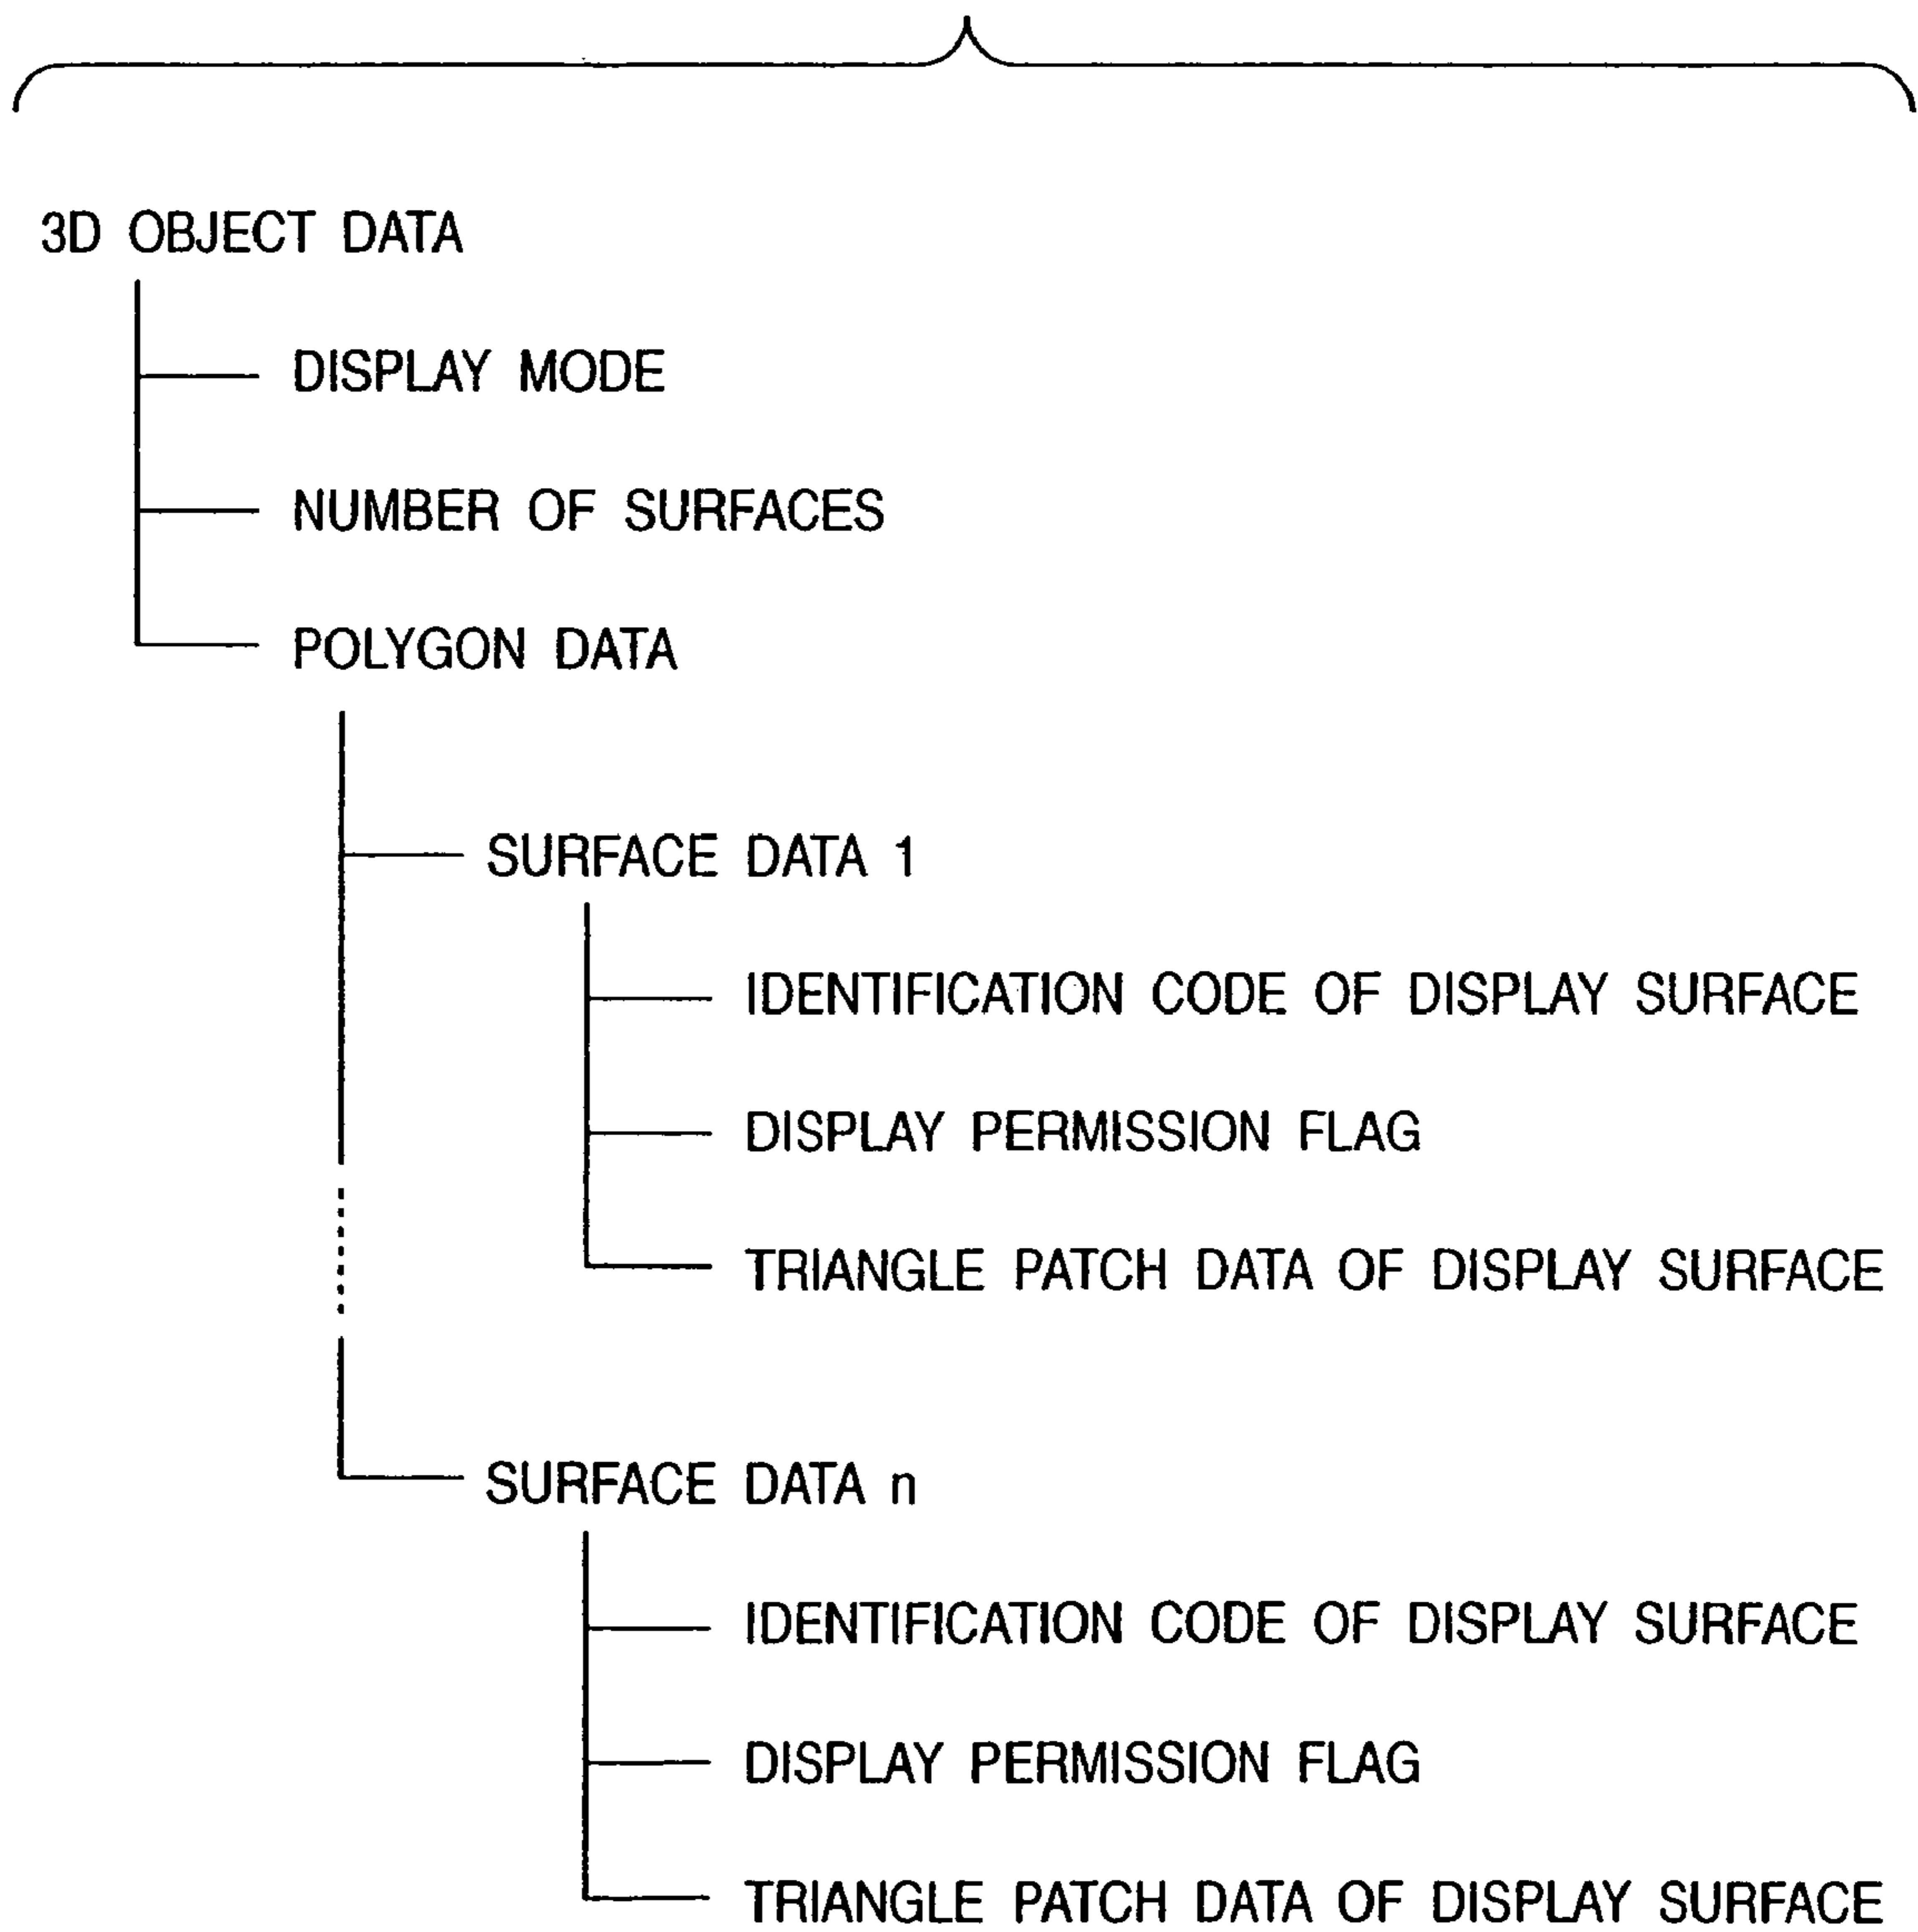 3D OBJECT DATA
DISPLAY MODE
NUMBER OF SURFACES
POLYGON DATA
SURFACE DATA 1
IDENTIFICATION CODE OF DISPLAY SURFACE
DISPLAY PERMISSION FLAG
TRIANGLE PATCH DATA OF DISPLAY SURFACE
SURFACE DATA n
IDENTIFICATION CODE OF DISPLAY SURFACE
DISPLAY PERMISSION FLAG
TRIANGLE PATCH DATA OF DISPLAY SURFACE